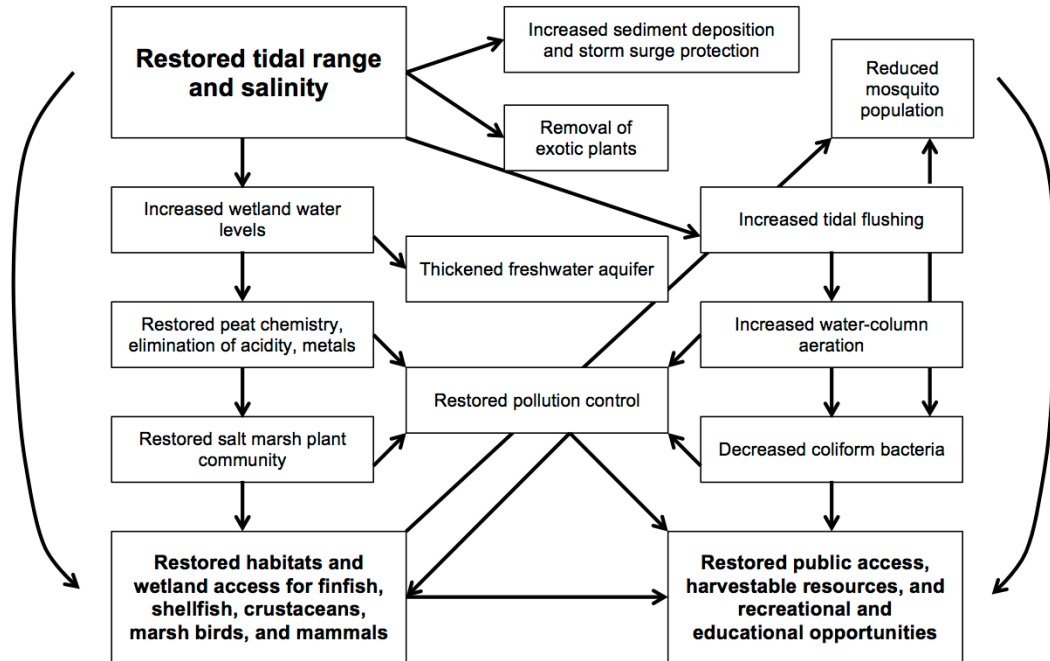 Restored tidal range
and salinity
Increased sediment deposition
and storm surge protection
Reduced
mosquito
population
Removal of
exotic plants
Increased wetland water
levels
Increased tidal flushing
Thickened freshwater aquifer
Restored peat chemistry,
elimination of acidity, metals
Increased water-column
aeration
Restored pollution control
Restored salt marsh plant
community
Decreased coliform bacteria
Restored habitats and
wetland access for finfish,
shellfish, crustaceans,
marsh birds, and mammals
Restored public access,
harvestable resources, and
recreational and
educational opportunities